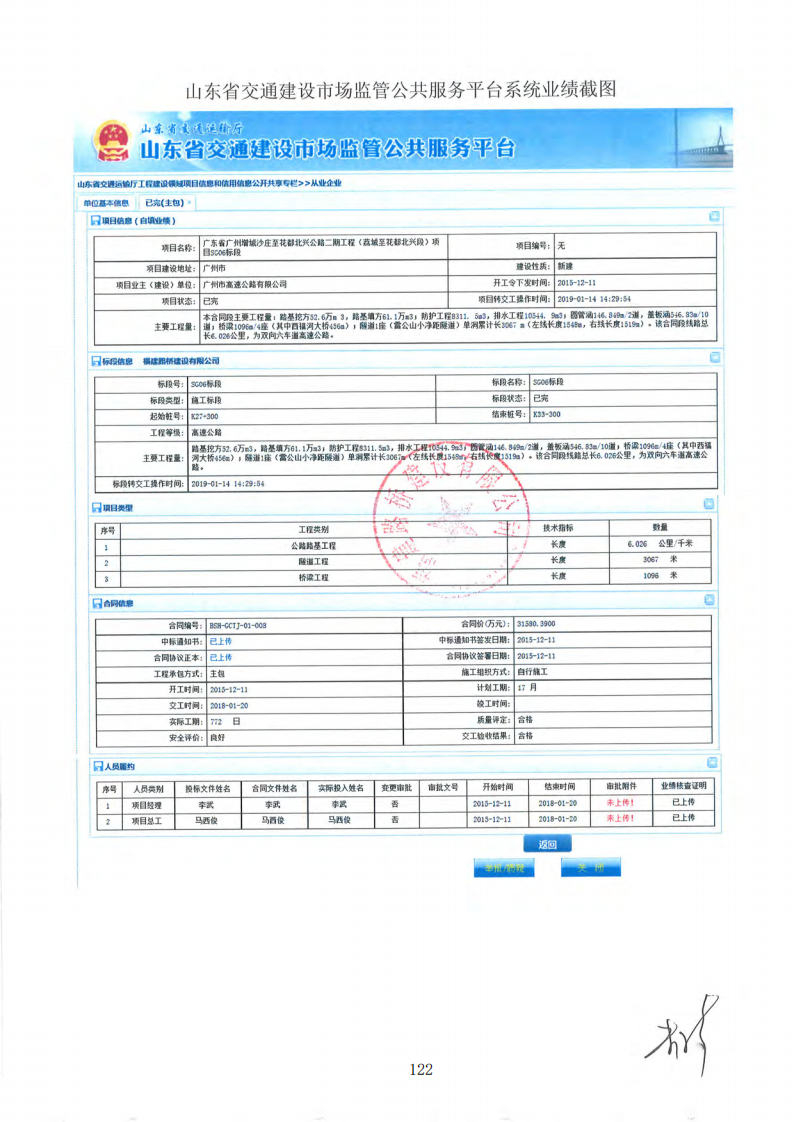 山东省交通建设市场监管公共服务平台系统业绩截图
山东省交通运输厅
山东省交通建设市场监管公共服务平台
山东省交通运输厅工程建设领域项目信息和信用信息公开共享专栏>>从业企业
单位基本信息 已完(主包) ×
项目信息（自填业绩）
项目名称: 广东省广州增城沙庄至花都北兴公路二期工程（荔城至花都北兴段）项目SG06标段 项目编号: 无
项目建设地址: 广州市 建设性质: 新建
项目业主（建设）单位: 广州市高速公路有限公司 开工令下发时间: 2015-12-11
项目状态: 已完 项目转交工操作时间: 2019-01-14 14:29:54
主要工程量: 本合同段主要工程量：路基挖方52.6万m 3，路基填方61.1万m3；防护工程8311. 5m3，排水工程10544. 9m3；圆管涵146.849m/2道，盖板涵546.83m/10
道；桥梁1096m/4座（其中西福河大桥456m）；隧道1座（雷公山小净距隧道）单洞累计长3067 m（左线长度1548m，右线长度1519m）。该合同段线路总
长6.026公里，为双向六车道高速公路。
标段信息 福建路桥建设有限公司
标段号: SG06标段 标段名称: SG06标段
标段类型: 施工标段 标段状态: 已完
起始桩号: K27+300 结束桩号: K33-300
工程等级: 高速公路
主要工程量: 路基挖方52.6万m3，路基填方61.1万m3；防护工程8311.5m3，排水工程10544.9m3；圆管涵146.849m/2道，盖板涵546.83m/10道；桥梁1096m/4座（其中西福
河大桥456m）；隧道1座（雷公山小净距隧道）单洞累计长3067m（左线长度1548m，右线长度1519m）。该合同段线路总长6.026公里，为双向六车道高速公
路。
标段转交工操作时间: 2019-01-14 14:29:54
项目类型
序号 工程类别 技术指标 数量
1 公路路基工程 长度 6.026 公里/千米
2 隧道工程 长度 3067 米
3 桥梁工程 长度 1096 米
合同信息
合同编号: BSH-GCTJ-01-008 合同价(万元): 31580.3900
中标通知书: 已上传 中标通知书签发日期: 2015-12-11
合同协议正本: 已上传 合同协议签署日期: 2015-12-11
工程承包方式: 主包 施工组织方式: 自行施工
开工时间: 2015-12-11 计划工期: 17 月
交工时间: 2018-01-20 竣工时间:
实际工期: 772 日 质量评定: 合格
安全评价: 良好 交工验收结果: 合格
人员履约
序号 人员类别 投标文件姓名 合同文件姓名 实际投入姓名 变更审批 审批文号 开始时间 结束时间 审批附件 业绩核查证明
1 项目经理 李武 李武 李武 否 2015-12-11 2018-01-20 未上传! 已上传
2 项目总工 马西俊 马西俊 马西俊 否 2015-12-11 2018-01-20 未上传! 已上传
返回
举报/质疑 关 闭
122